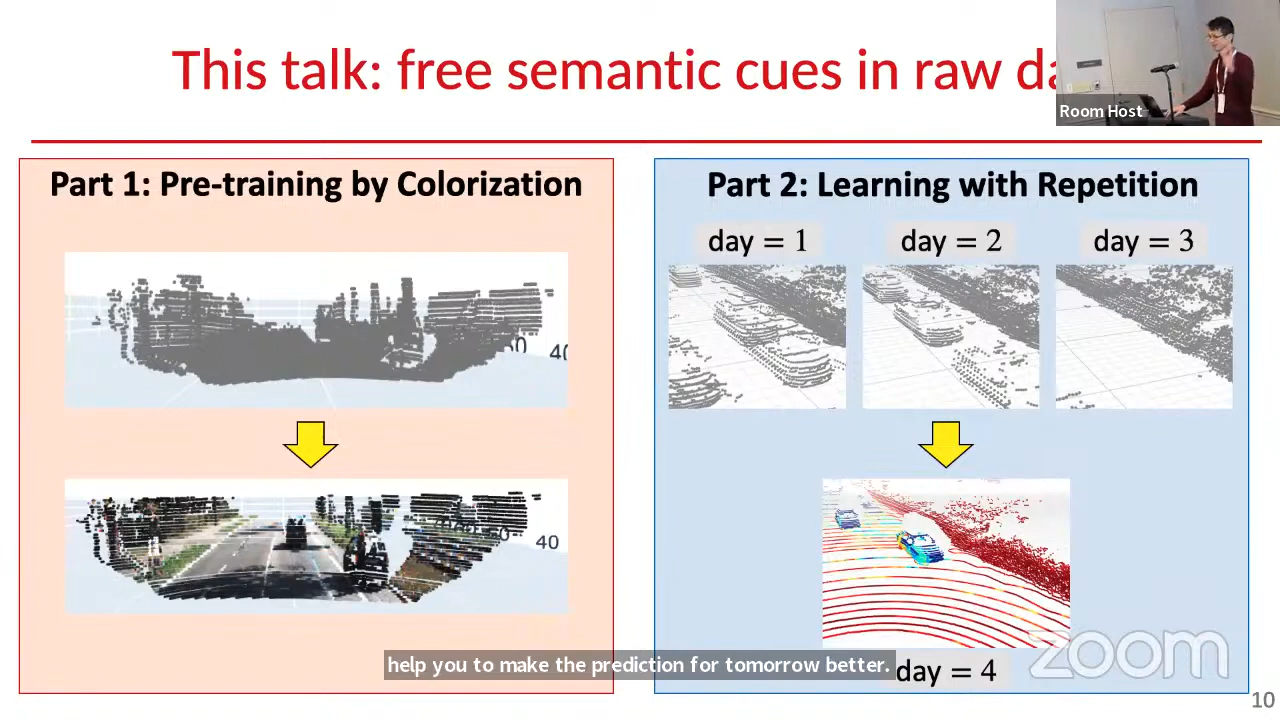 This talk: free semantic cues in raw da
Room Host
Part 1: Pre-training by Colorization
40
Part 2: Learning with Repetition
day = 1
day = 2
day = 3
day = 4
help you to make the prediction for tomorrow better.
zoom
10